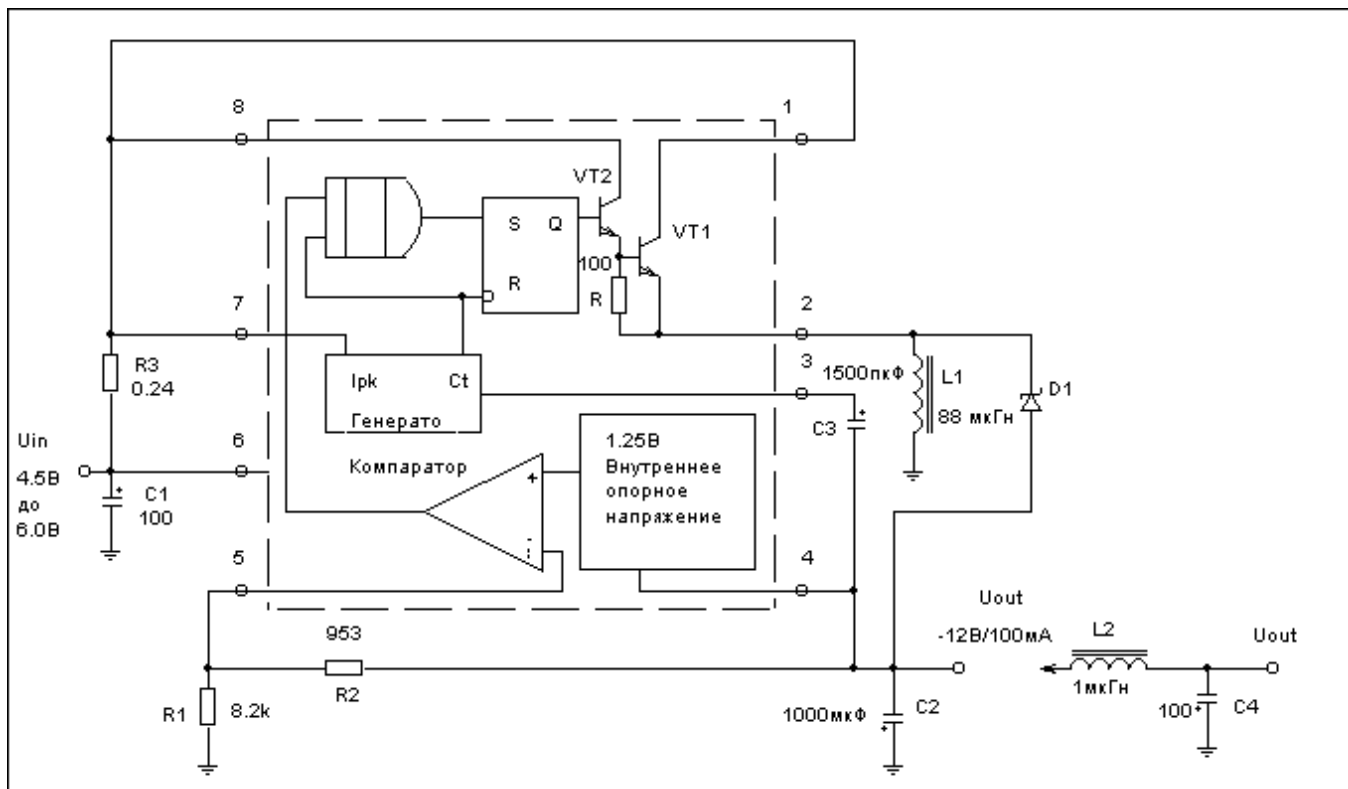 8
1
VT2
S Q
VT1
100
R
R
7
2
3
R3
0.24
Ipk Ct
1500пкФ
L1
D1
Генерато
C3
88 мкГн
Uin
6
1.25В
4.5В
Компаратор
Внутреннее
до
C1
+
опорное
6.0В
100
напряжение
5
4
Uout
953
-12В/100мА
L2
Uout
R2
1мкГн
R1
8.2k
1000мкФ
C2
100
C4